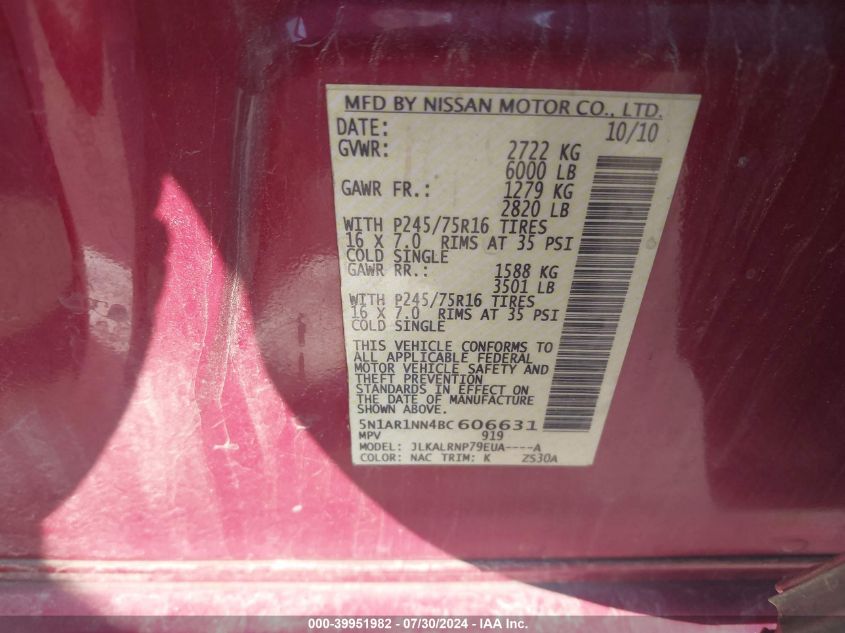 MFD BY NISSAN MOTOR CO., LTD.
DATE: 10/10
GVWR: 2722 KG
6000 LB
GAWR FR.: 1279 KG
2820 LB
WITH P245/75R16 TIRES
16 X 7.0 RIMS AT 35 PSI
COLD SINGLE
GAWR RR.: 1588 KG
3501 LB
WITH P245/75R16 TIRES
16 X 7.0 RIMS AT 35 PSI
COLD SINGLE
THIS VEHICLE CONFORMS TO
ALL APPLICABLE FEDERAL
MOTOR VEHICLE SAFETY AND
THEFT PREVENTION
STANDARDS IN EFFECT ON
THE DATE OF MANUFACTURE
SHOWN ABOVE.
5N1AR1NN4BC606631
MPV 919
MODEL: JLKALRNP79EUA----A
COLOR: NAC TRIM: K ZS30A
000-39951982 - 07/30/2024 - IAA Inc.